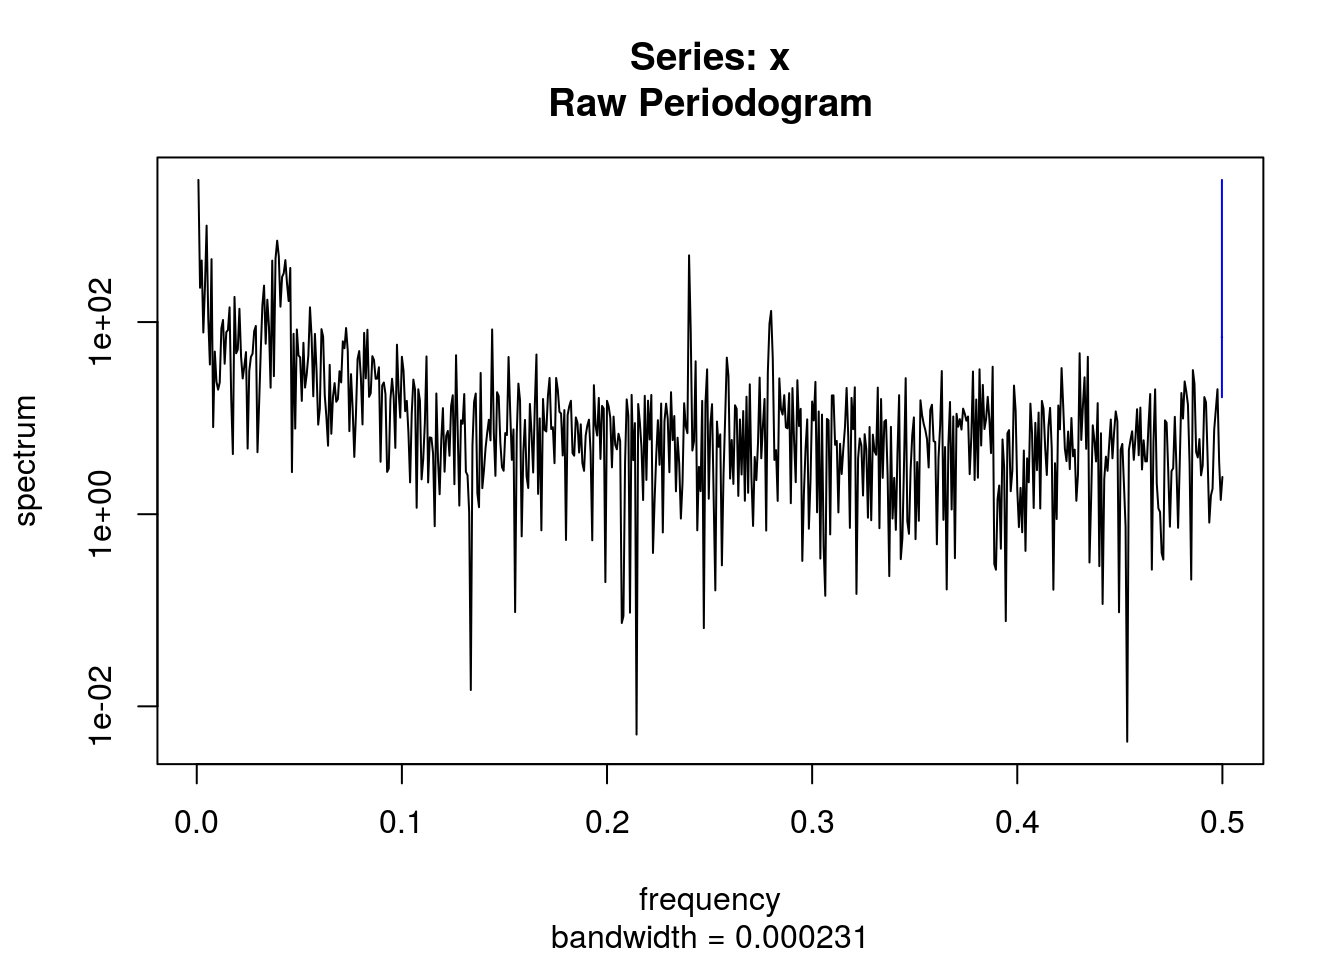 Series: x
Raw Periodogram
spectrum
1e+02
1e+00
1e-02
0.0 0.1 0.2 0.3 0.4 0.5
frequency
bandwidth = 0.000231